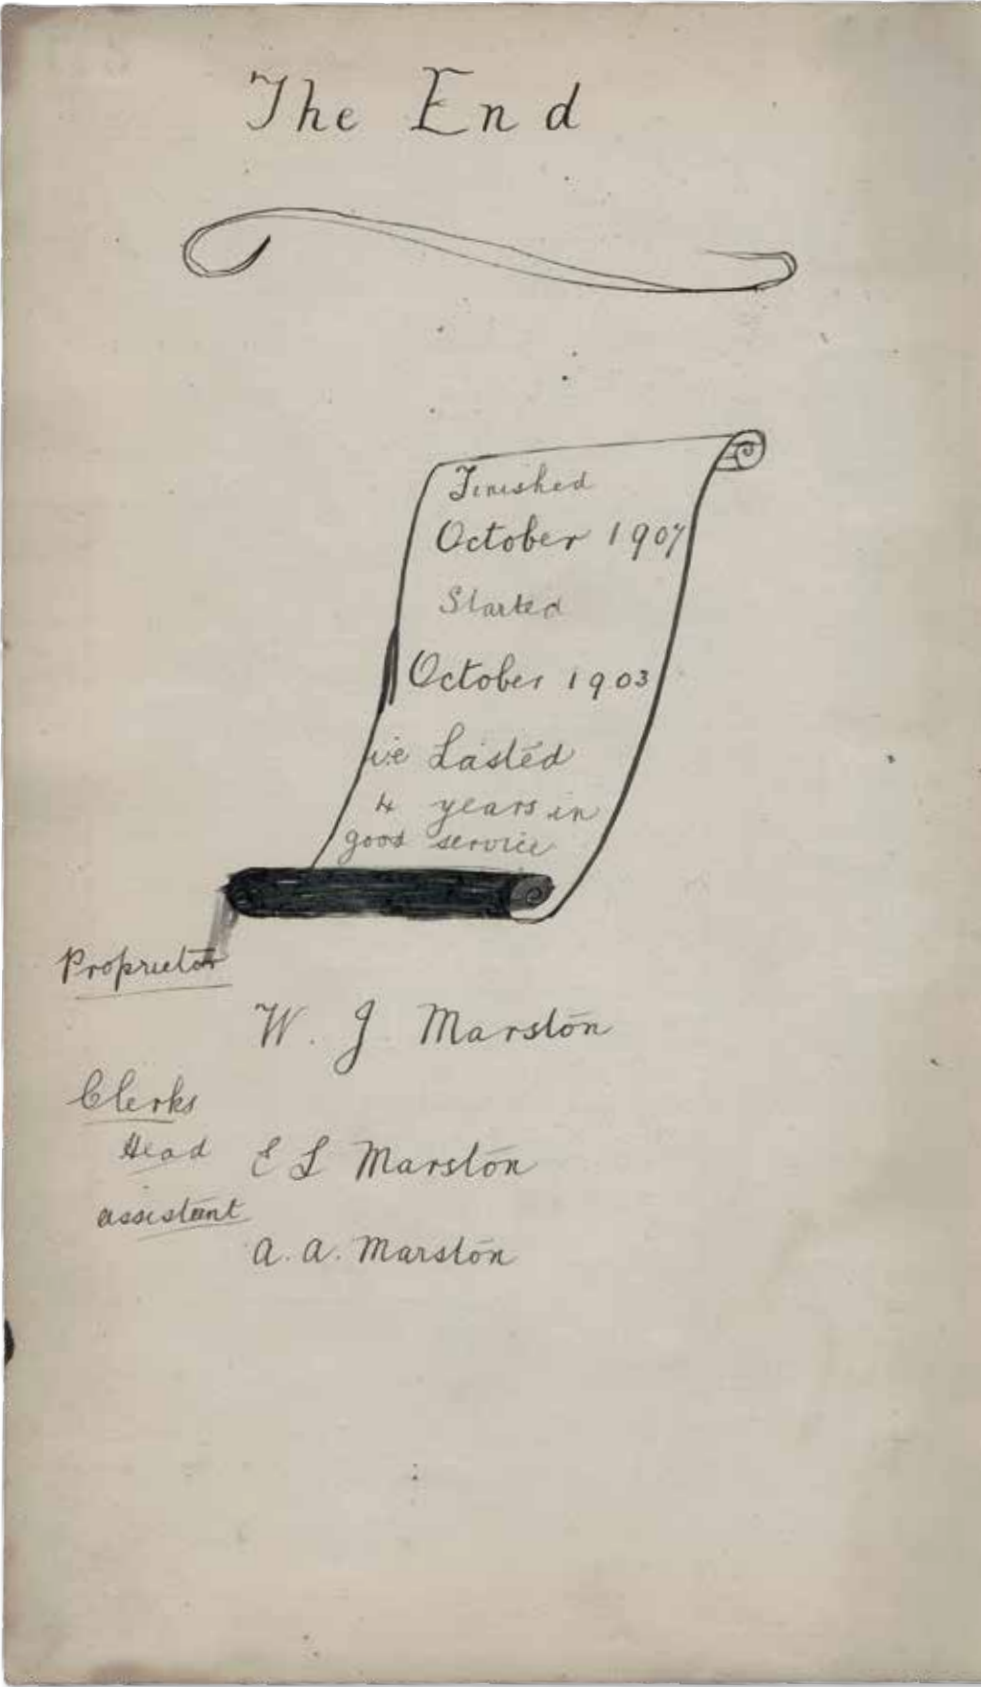 The End
Finished
October 1907
Started
October 1903
ie Lasted
4 years in
good service
Proprietor
W. J Marston
Clerks
Head E L Marston
assistant
A. A. Marston